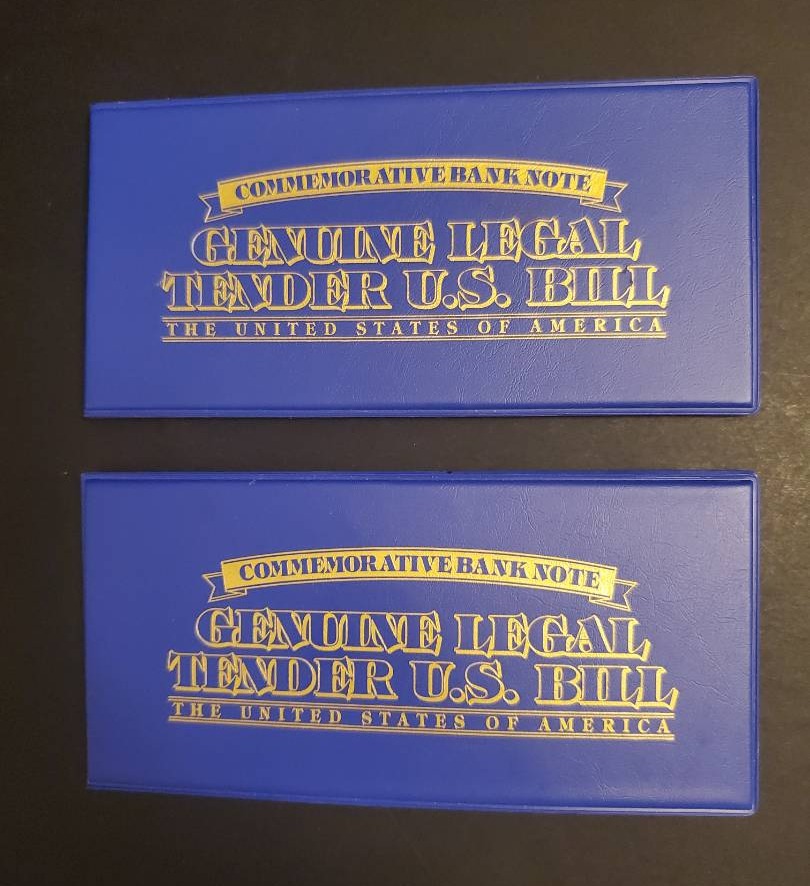 COMMEMORATIVE BANK NOTE
GENUINE LEGAL
TENDER U.S. BILL
THE UNITED STATES OF AMERICA
COMMEMORATIVE BANK NOTE
GENUINE LEGAL
TENDER U.S. BILL
THE UNITED STATES OF AMERICA